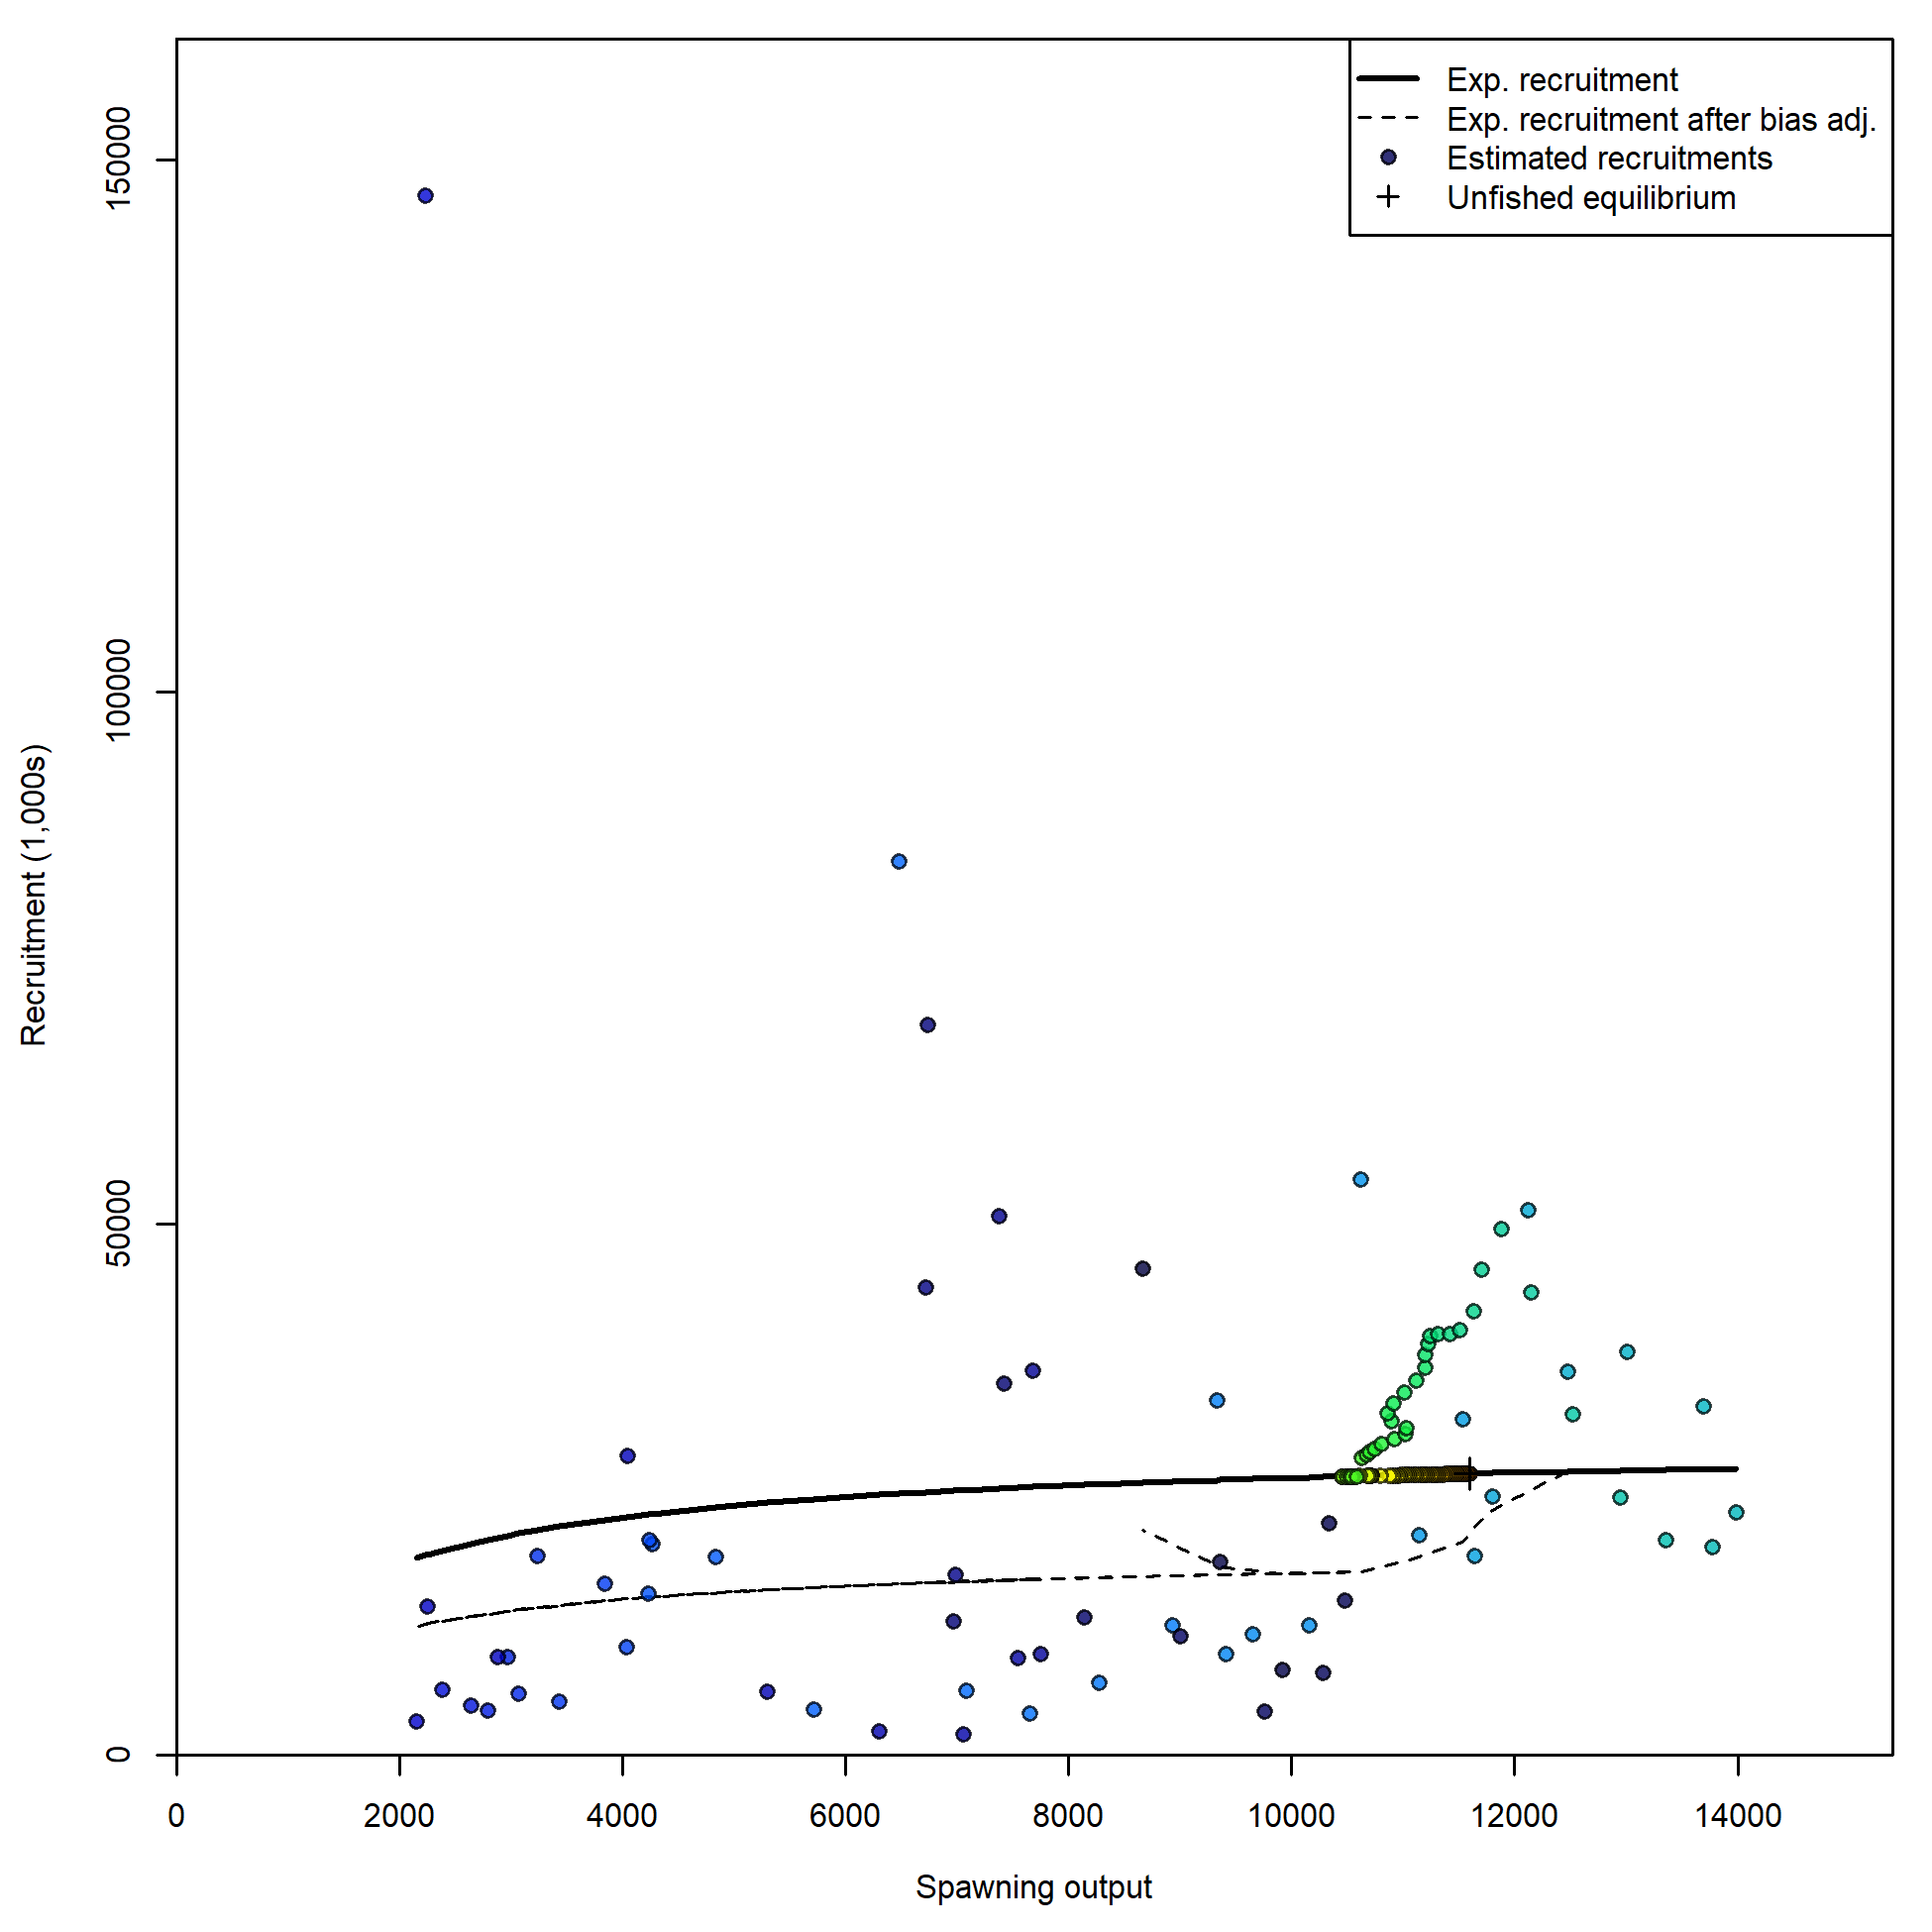 Exp. recruitment
Exp. recruitment after bias adj.
Estimated recruitments
Unfished equilibrium
150000
100000
50000
0
Recruitment (1,000s)
0 2000 4000 6000 8000 10000 12000 14000
Spawning output